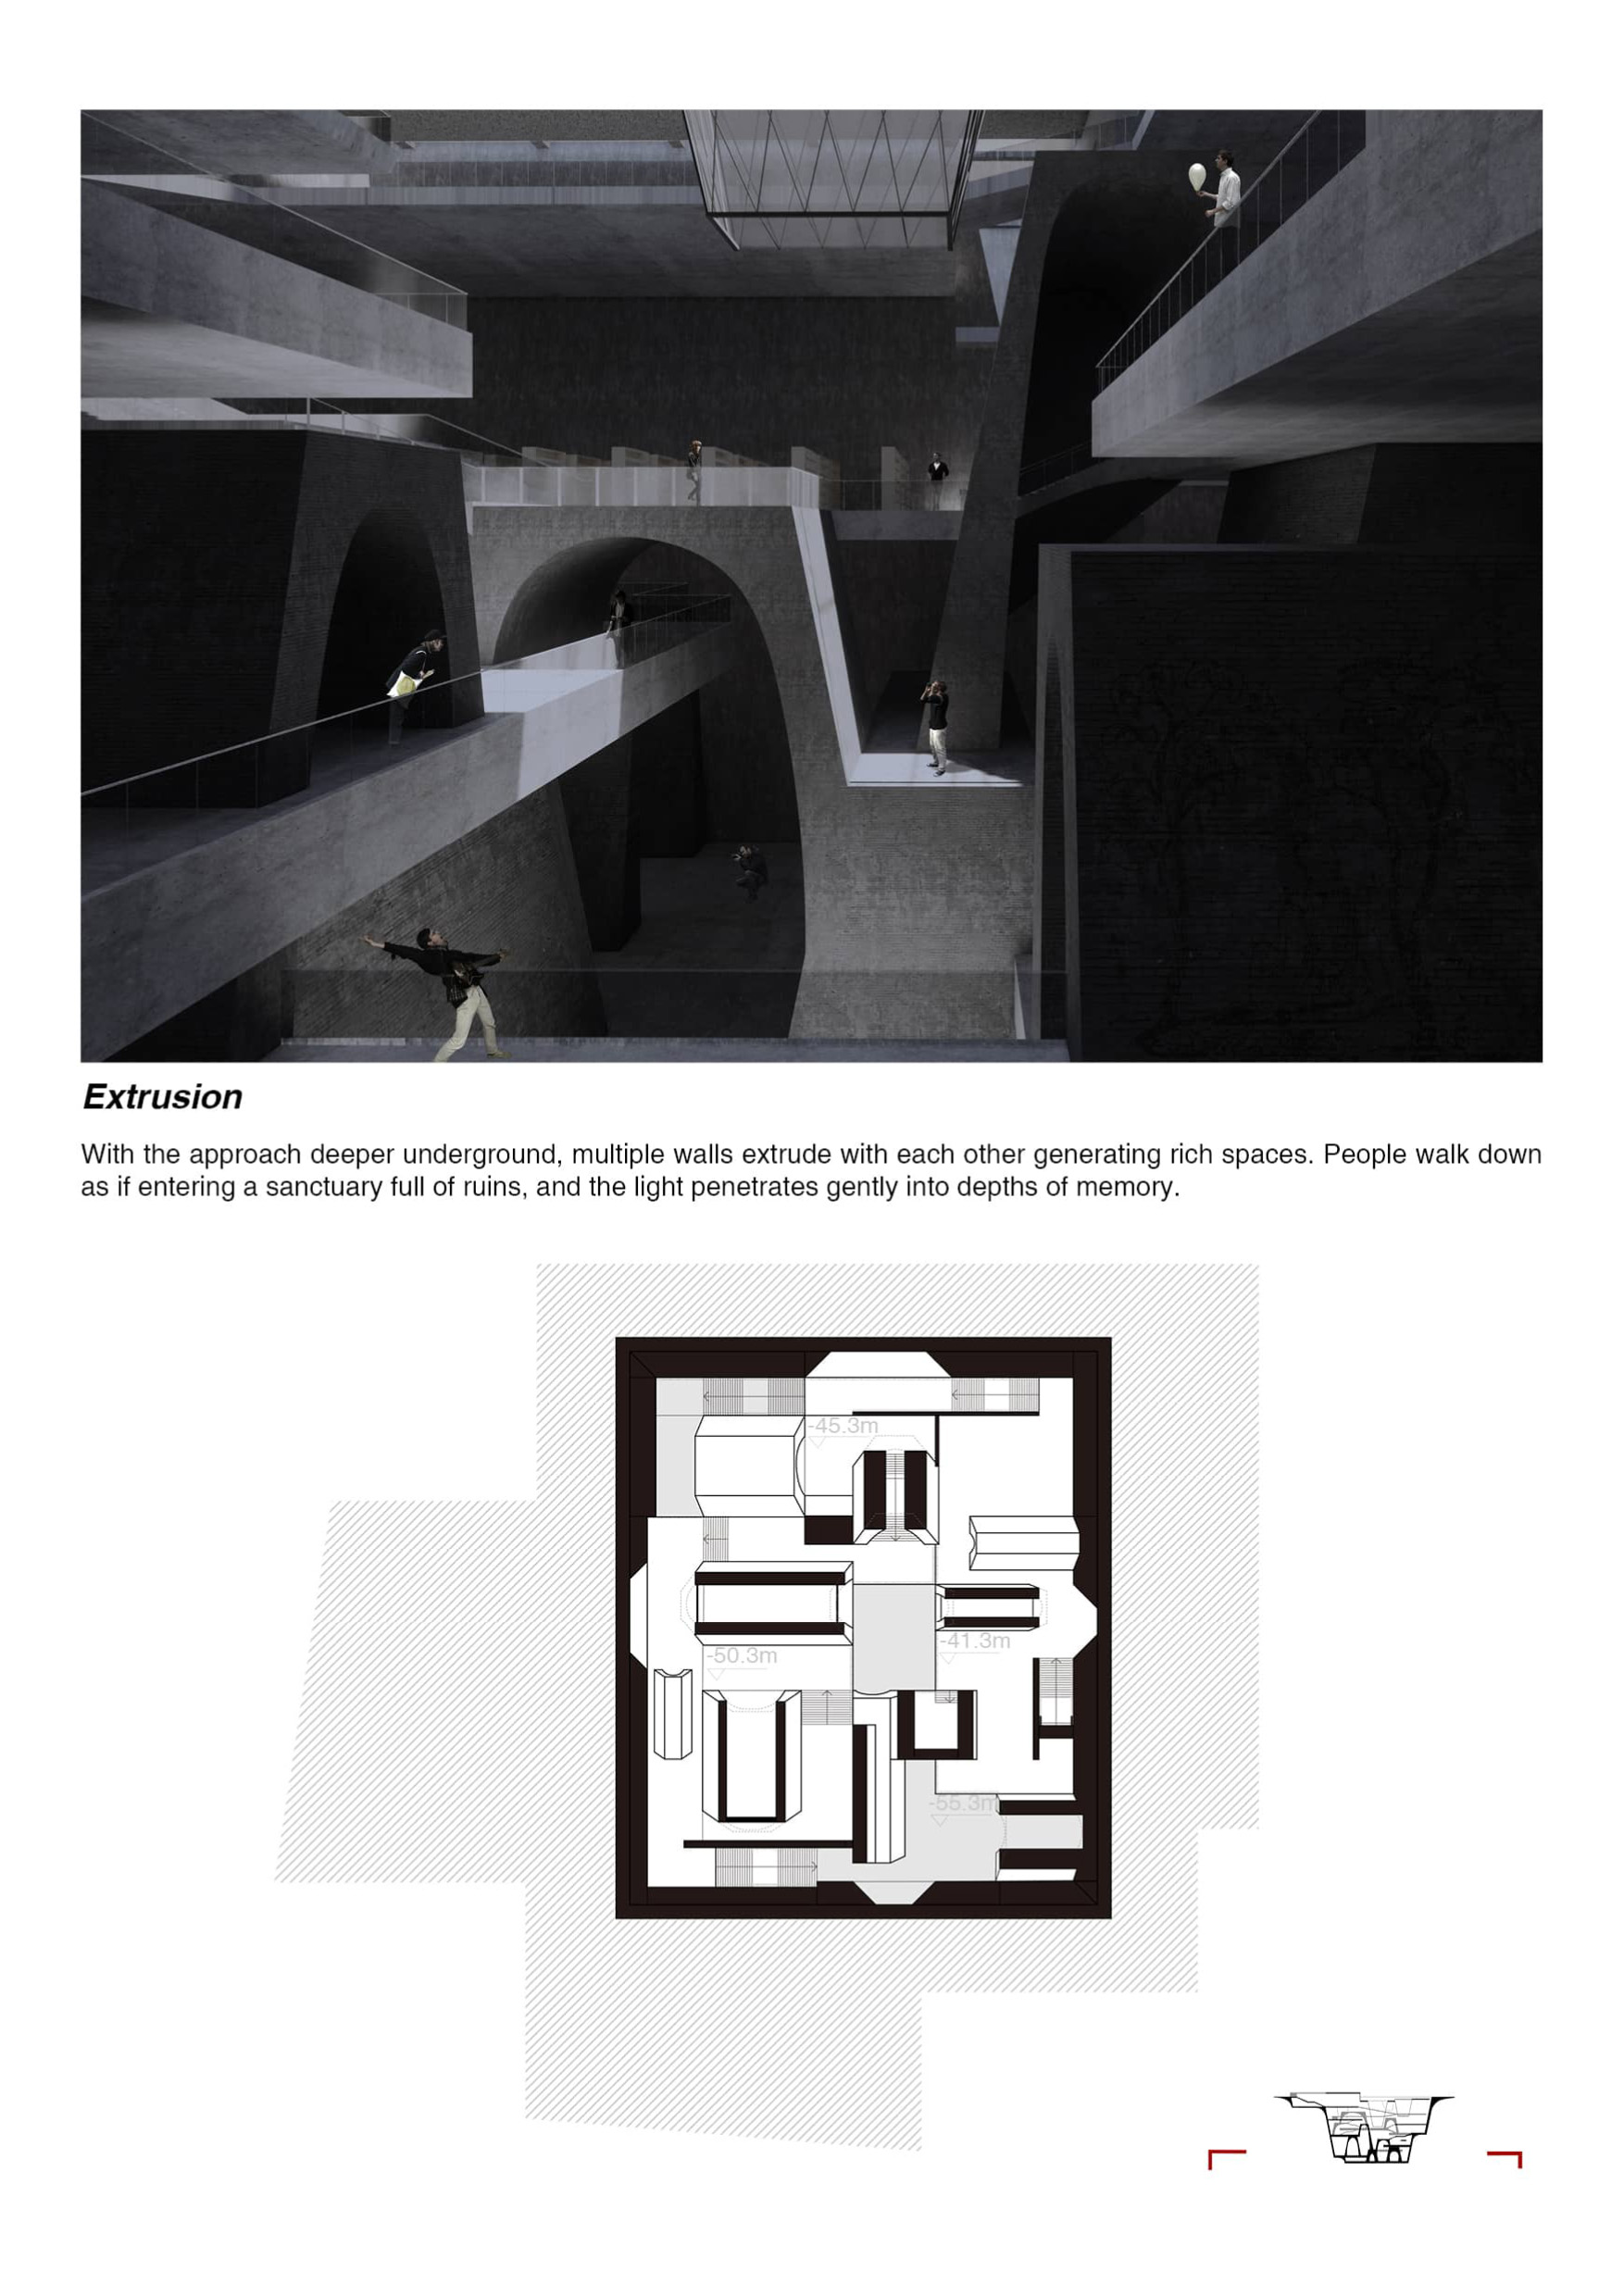 Extrusion
With the approach deeper underground, multiple walls extrude with each other generating rich spaces. People walk down
as if entering a sanctuary full of ruins, and the light penetrates gently into depths of memory.
-45.3m
-41.3m
-50.3m
-55.3m